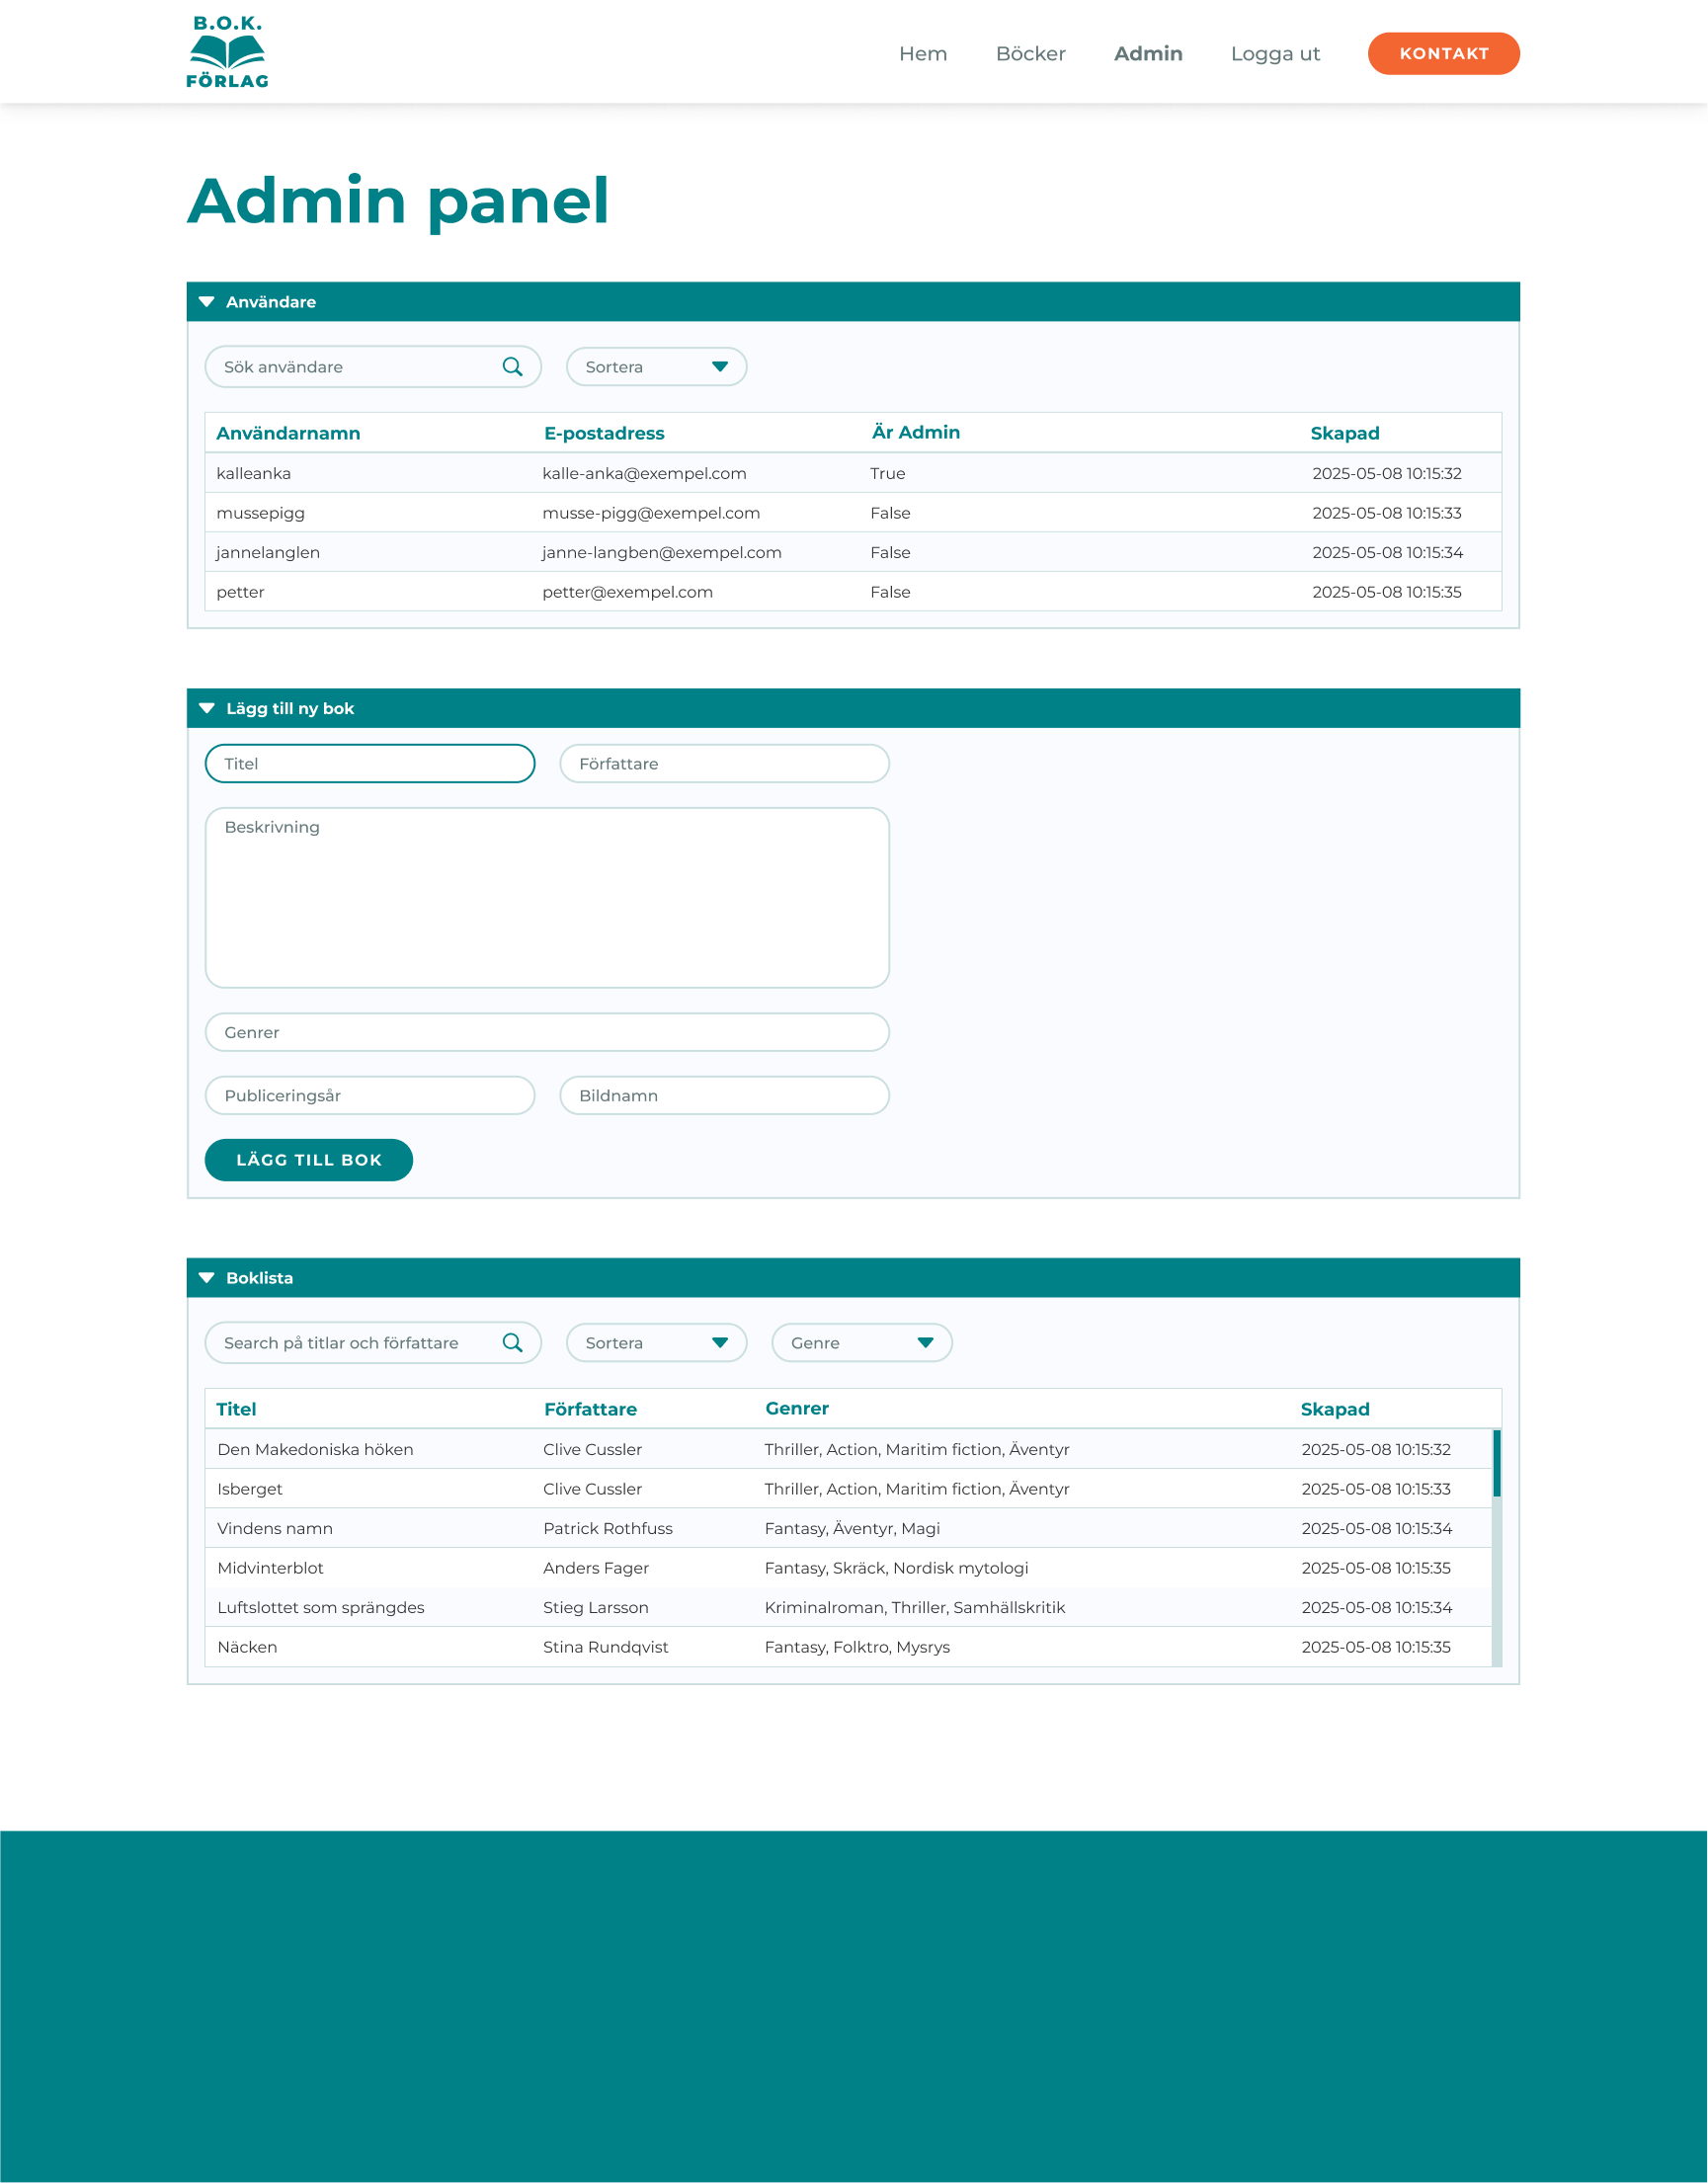 B.O.K.
FÖRLAG
Hem Böcker Admin Logga ut KONTAKT
Admin panel
Användare
Sök användare Sortera
Användarnamn E-postadress Är Admin Skapad
kalleanka kalle-anka@exempel.com True 2025-05-08 10:15:32
mussepigg musse-pigg@exempel.com False 2025-05-08 10:15:33
jannelanglen janne-langben@exempel.com False 2025-05-08 10:15:34
petter petter@exempel.com False 2025-05-08 10:15:35
Lägg till ny bok
Titel Författare
Beskrivning
Genrer
Publiceringsår Bildnamn
LÄGG TILL BOK
Boklista
Search på titlar och författare Sortera Genre
Titel Författare Genrer Skapad
Den Makedoniska höken Clive Cussler Thriller, Action, Maritim fiction, Äventyr 2025-05-08 10:15:32
Isberget Clive Cussler Thriller, Action, Maritim fiction, Äventyr 2025-05-08 10:15:33
Vindens namn Patrick Rothfuss Fantasy, Äventyr, Magi 2025-05-08 10:15:34
Midvinterblot Anders Fager Fantasy, Skräck, Nordisk mytologi 2025-05-08 10:15:35
Luftslottet som sprängdes Stieg Larsson Kriminalroman, Thriller, Samhällskritik 2025-05-08 10:15:34
Näcken Stina Rundqvist Fantasy, Folktro, Mysrys 2025-05-08 10:15:35